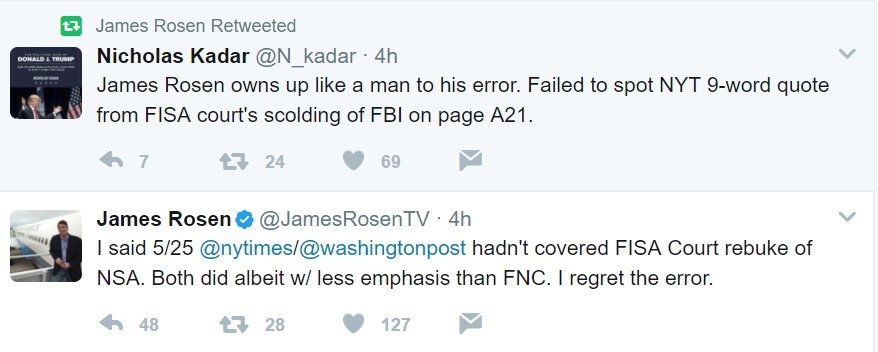 James Rosen Retweeted
Nicholas Kadar @N_kadar · 4h
James Rosen owns up like a man to his error. Failed to spot NYT 9-word quote
from FISA court's scolding of FBI on page A21.
7 24 69
James Rosen @JamesRosenTV · 4h
I said 5/25 @nytimes/@washingtonpost hadn't covered FISA Court rebuke of
NSA. Both did albeit w/ less emphasis than FNC. I regret the error.
48 28 127
DONALD J. TRUMP